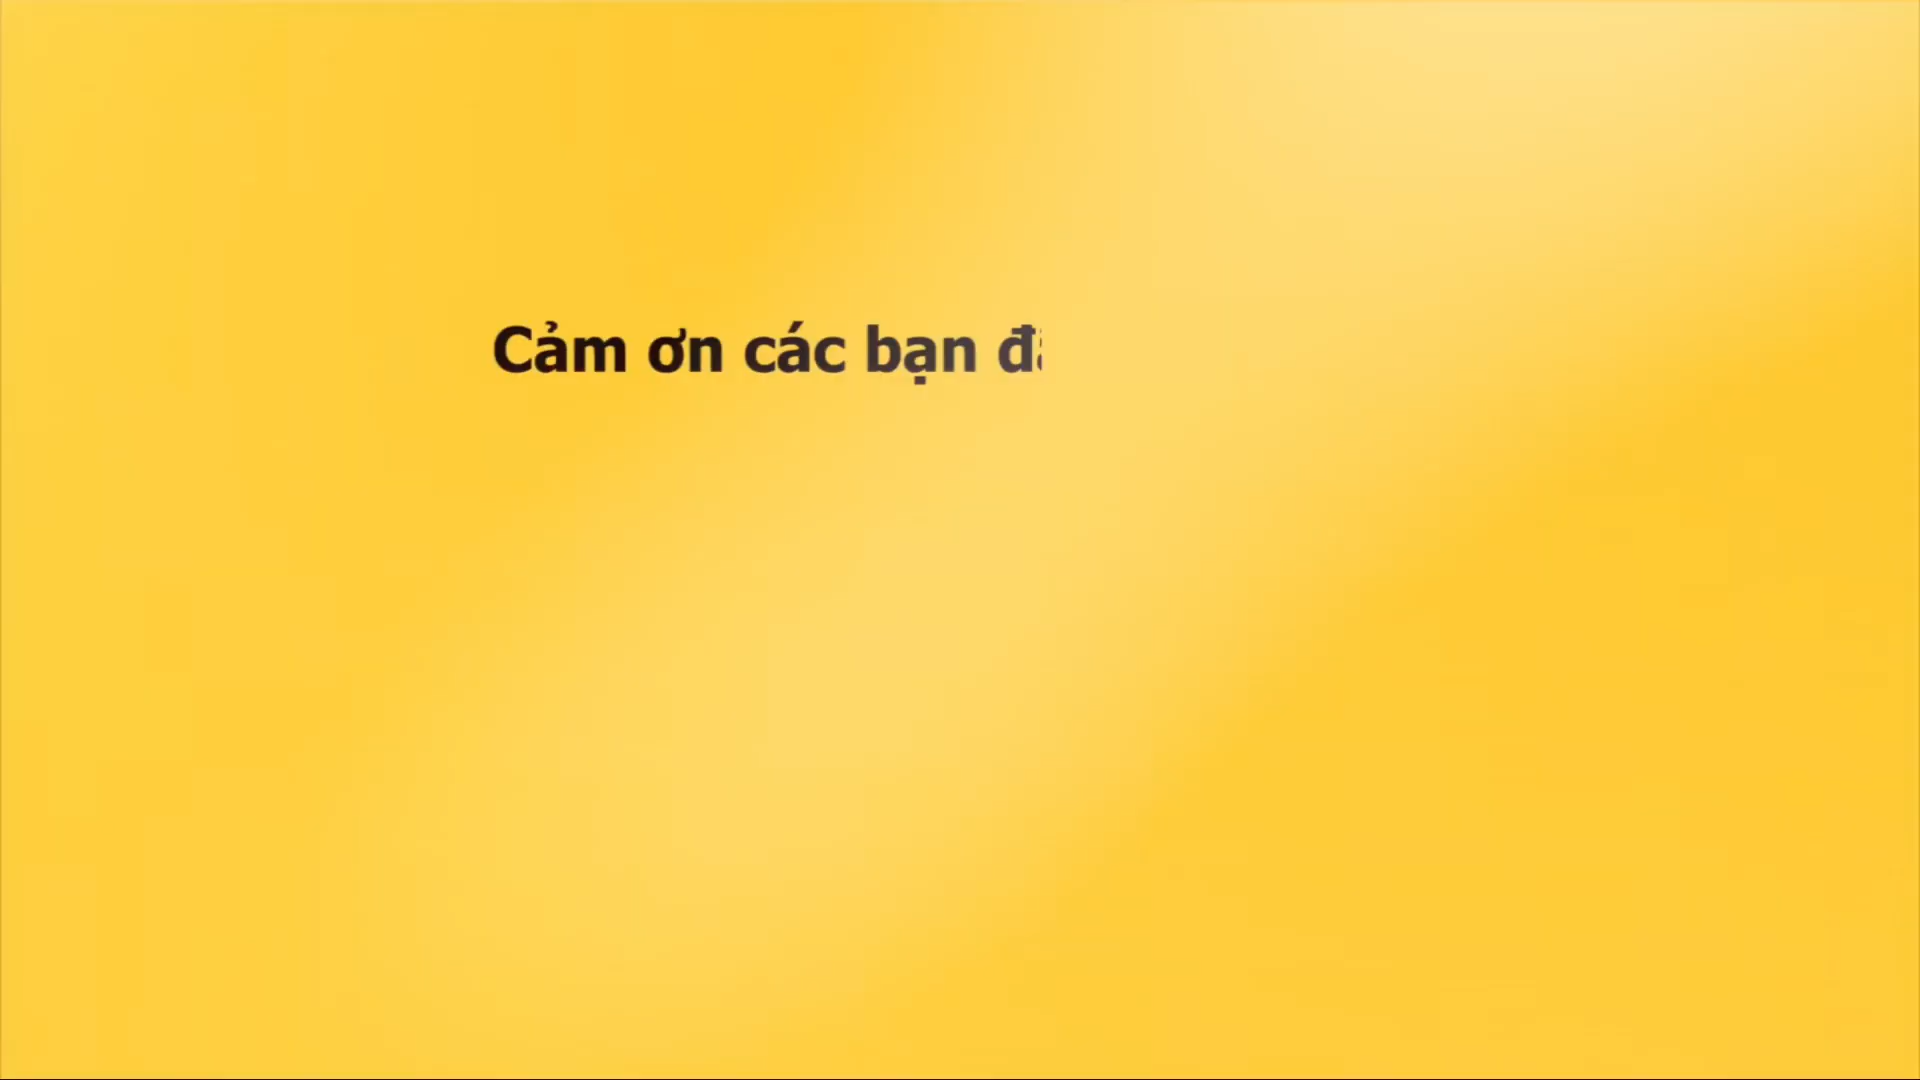 Cảm ơn các bạn